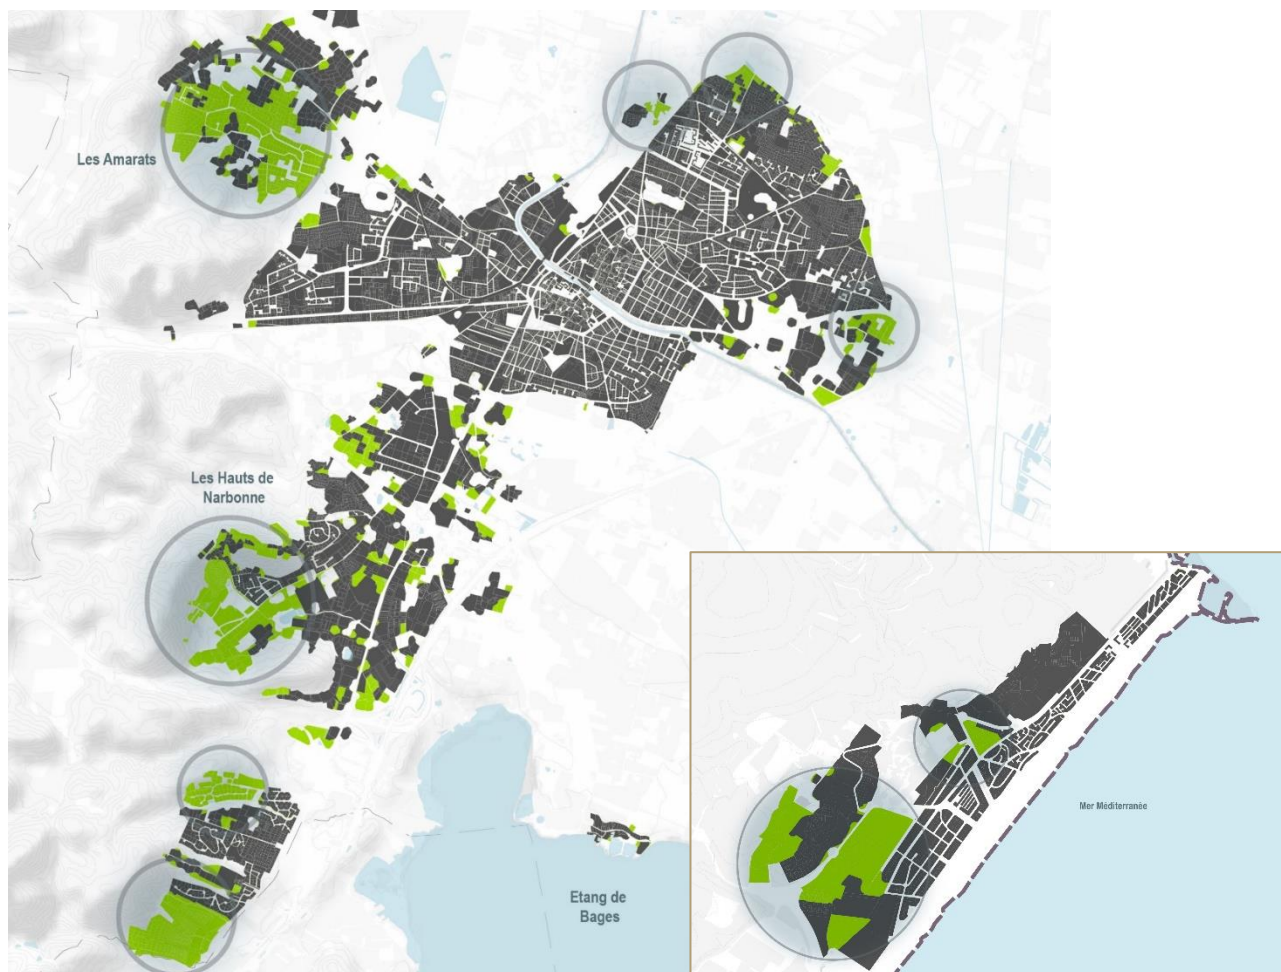 Les Amarats
Les Hauts de
Narbonne
Etang de
Bages
Mer Méditerranée